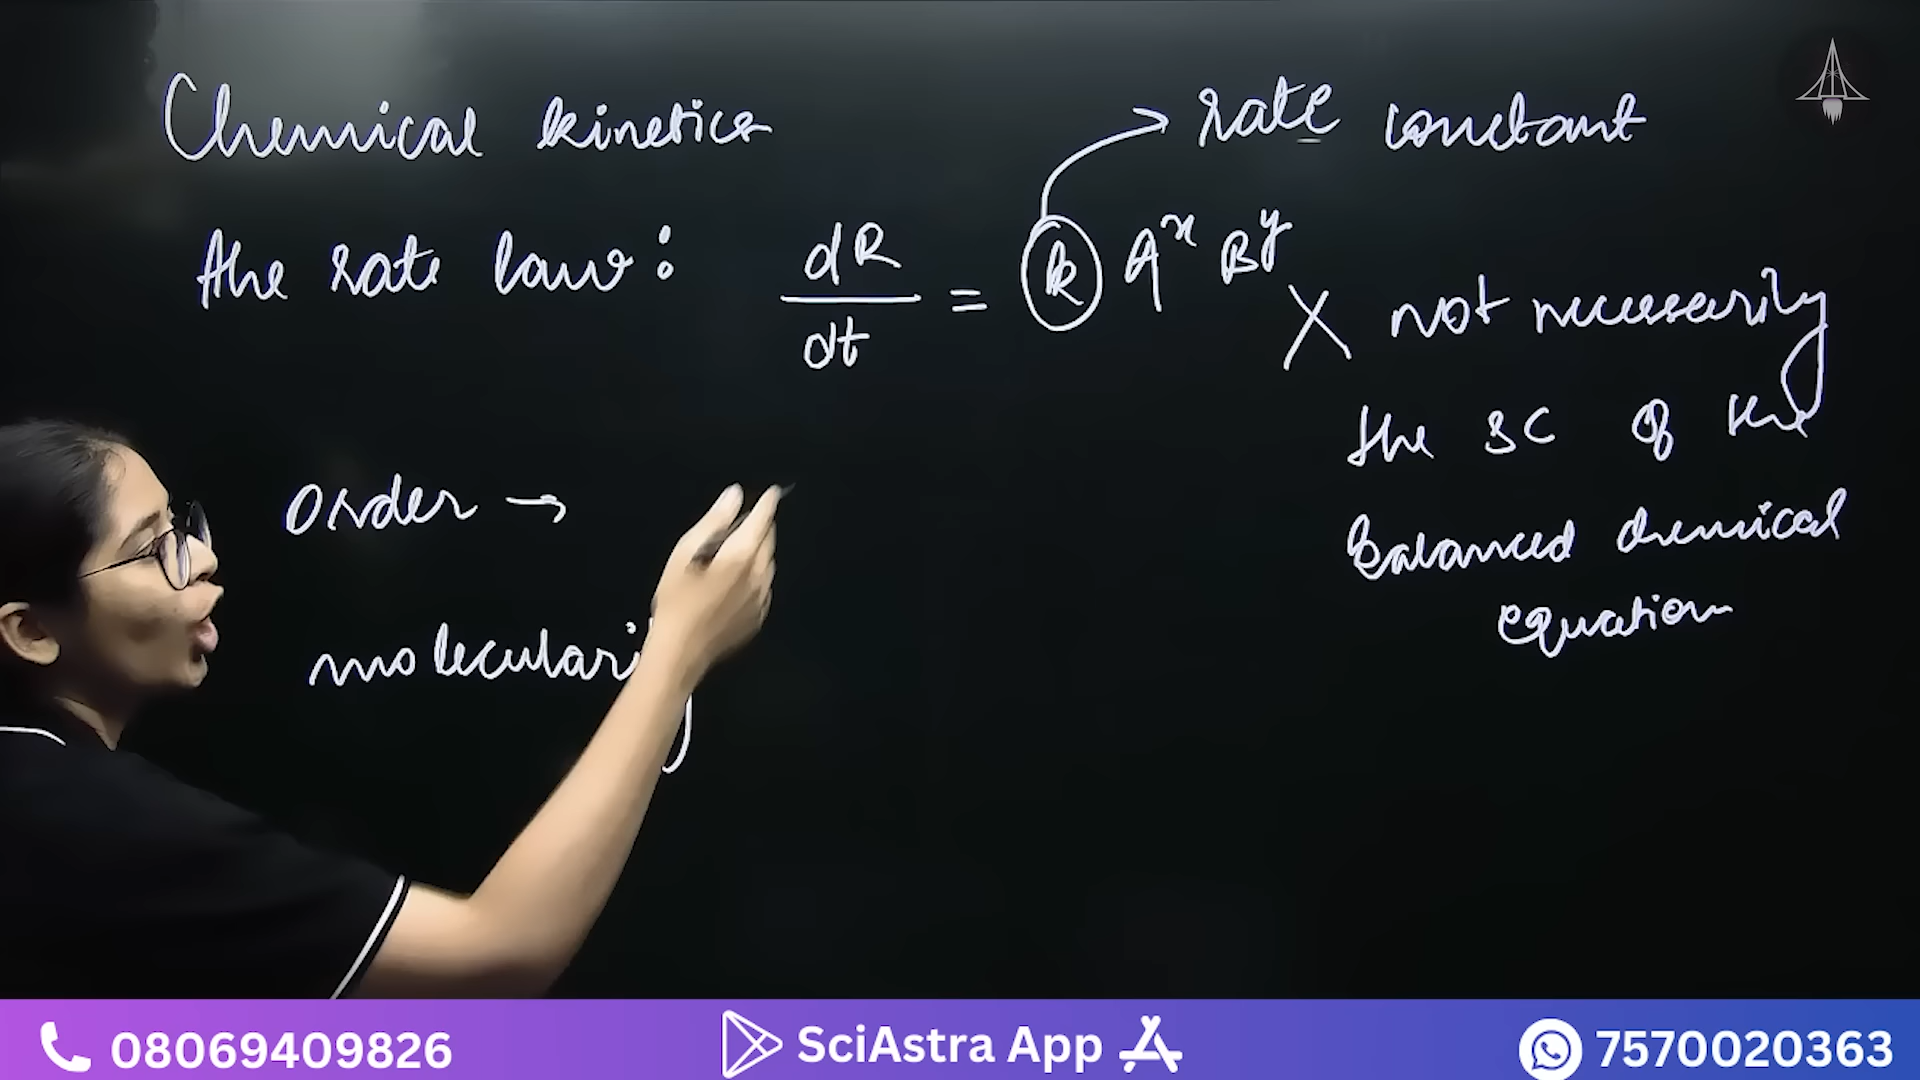 Chemical kinetics
→ rate constant
the rate law : dR/dt = k A^x B^y
X not necessarily
the SC of the
Balanced chemical
equation
order →
moleculari
08069409826
SciAstra App
7570020363